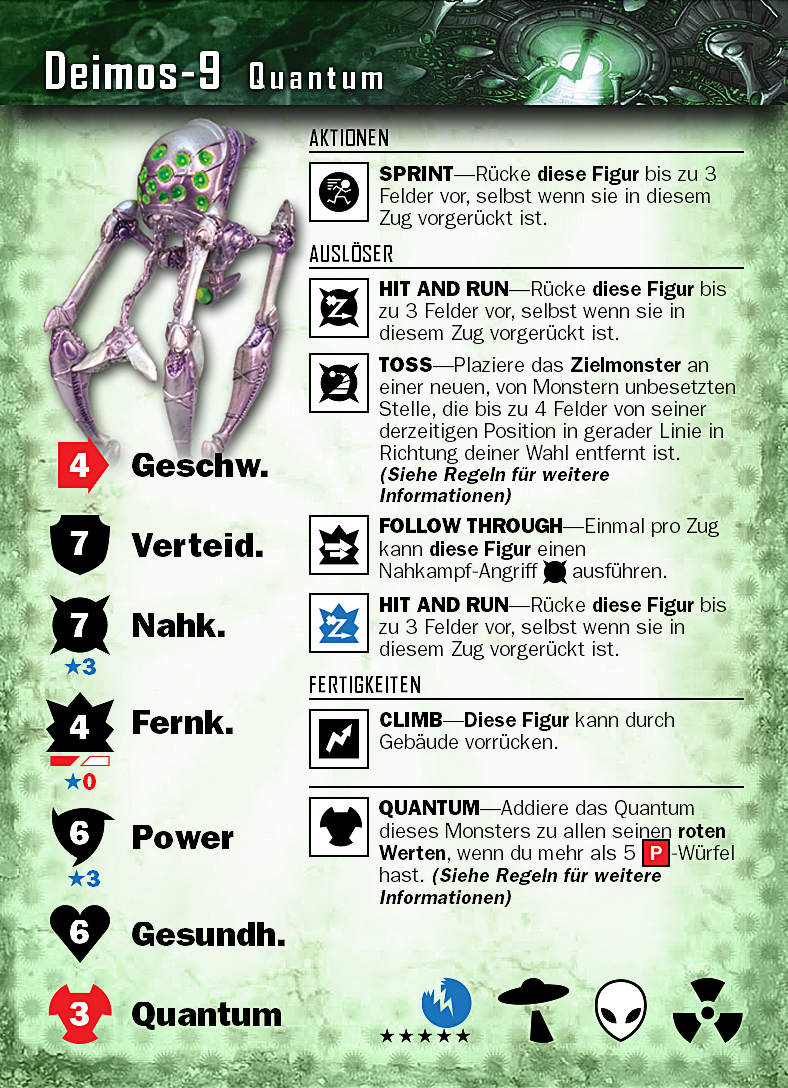 Deimos-9 Quantum
AKTIONEN
SPRINT—Rücke diese Figur bis zu 3
Felder vor, selbst wenn sie in diesem
Zug vorgerückt ist.
AUSLÖSER
HIT AND RUN—Rücke diese Figur bis
zu 3 Felder vor, selbst wenn sie in
diesem Zug vorgerückt ist.
TOSS—Plaziere das Zielmonster an
einer neuen, von Monstern unbesetzten
Stelle, die bis zu 4 Felder von seiner
derzeitigen Position in gerader Linie in
Richtung deiner Wahl entfernt ist.
(Siehe Regeln für weitere
Informationen)
FOLLOW THROUGH—Einmal pro Zug
kann diese Figur einen
Nahkampf-Angriff ausführen.
HIT AND RUN—Rücke diese Figur bis
zu 3 Felder vor, selbst wenn sie in
diesem Zug vorgerückt ist.
FERTIGKEITEN
CLIMB—Diese Figur kann durch
Gebäude vorrücken.
QUANTUM—Addiere das Quantum
dieses Monsters zu allen seinen roten
Werten, wenn du mehr als 5 P-Würfel
hast. (Siehe Regeln für weitere
Informationen)
4 Geschw.
7 Verteid.
7 Nahk.
★3
4 Fernk.
★0
6 Power
★3
6 Gesundh.
3 Quantum
★★★★★